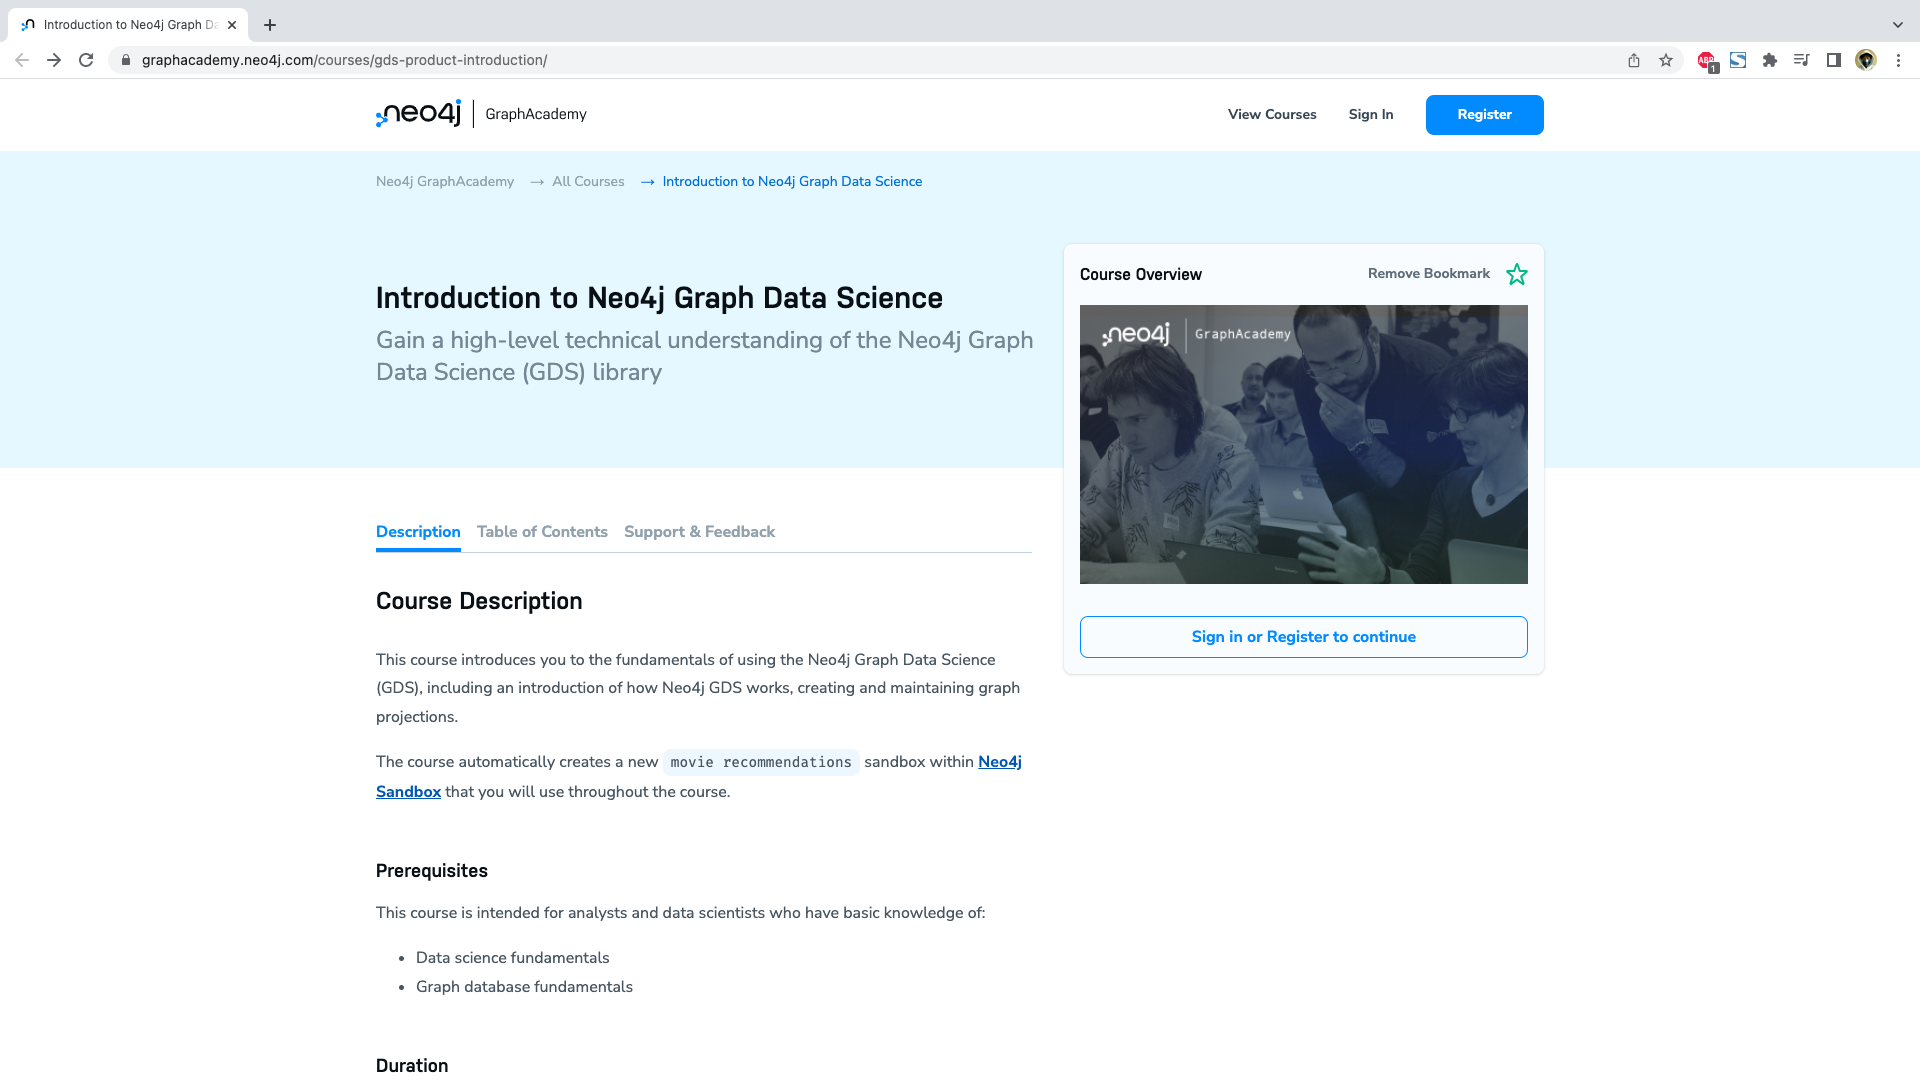 Introduction to Neo4j Graph Da
graphacademy.neo4j.com/courses/gds-product-introduction/
ABP
1
neo4j GraphAcademy
View Courses Sign In Register
Neo4j GraphAcademy → All Courses → Introduction to Neo4j Graph Data Science
Introduction to Neo4j Graph Data Science
Gain a high-level technical understanding of the Neo4j Graph
Data Science (GDS) library
Course Overview Remove Bookmark
neo4j GraphAcademy
Sign in or Register to continue
Description Table of Contents Support & Feedback
Course Description
This course introduces you to the fundamentals of using the Neo4j Graph Data Science
(GDS), including an introduction of how Neo4j GDS works, creating and maintaining graph
projections.
The course automatically creates a new movie recommendations sandbox within Neo4j
Sandbox that you will use throughout the course.
Prerequisites
This course is intended for analysts and data scientists who have basic knowledge of:
• Data science fundamentals
• Graph database fundamentals
Duration